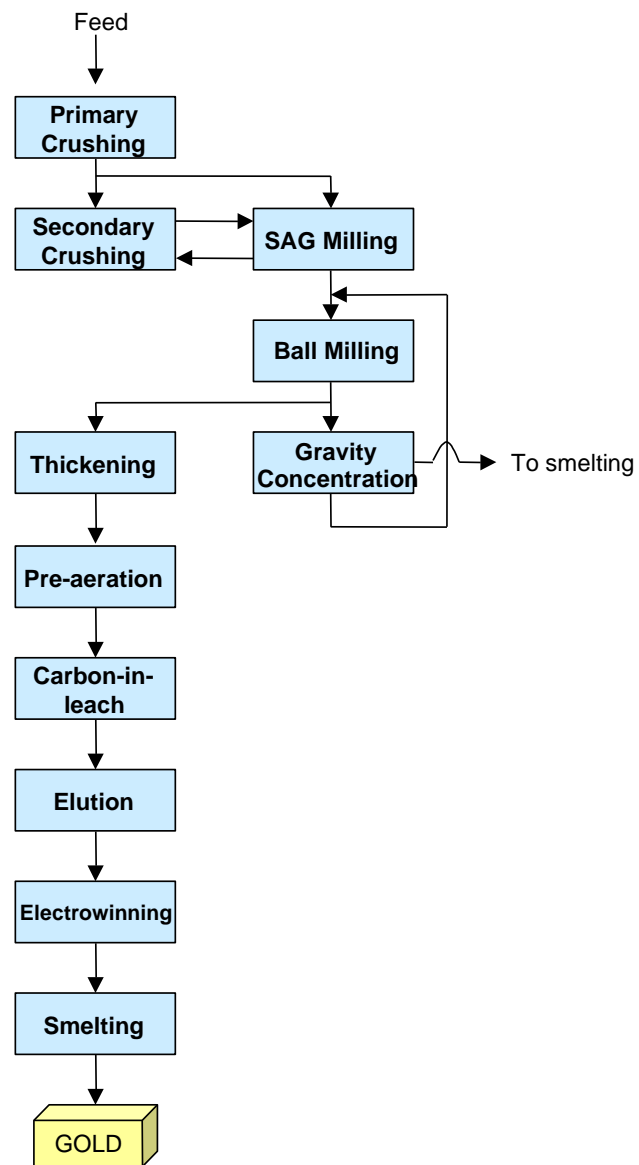 Feed
Primary
Crushing
Secondary
Crushing
SAG Milling
Ball Milling
Thickening
Gravity
Concentration
To smelting
Pre-aeration
Carbon-in-
leach
Elution
Electrowinning
Smelting
GOLD